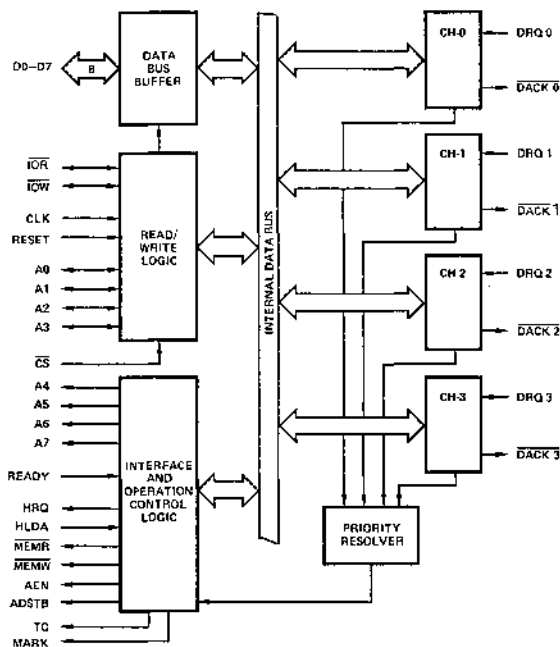 D0–D7
8
DATA
BUS
BUFFER
IOR
IOW
CLK
RESET
A0
A1
A2
A3
CS
READ/
WRITE
LOGIC
A4
A5
A6
A7
READY
HRQ
HLDA
MEMR
MEMW
AEN
ADSTB
TC
MARK
INTERFACE
AND
OPERATION
CONTROL
LOGIC
INTERNAL DATA BUS
CH-0
DRQ 0
DACK 0
CH-1
DRQ 1
DACK 1
CH-2
DRQ 2
DACK 2
CH-3
DRQ 3
DACK 3
PRIORITY
RESOLVER